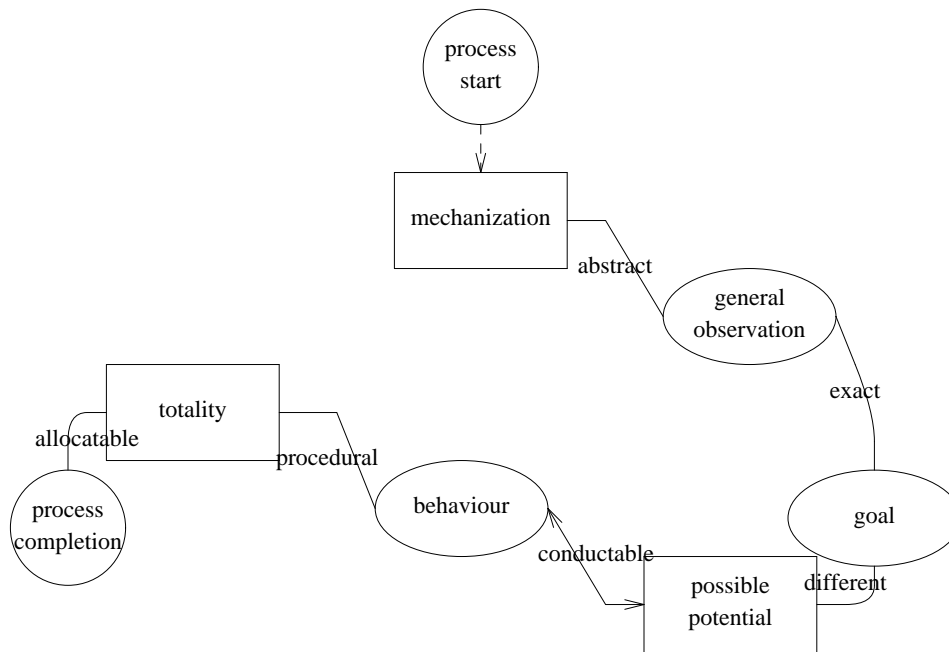 process
start
mechanization
abstract
general
observation
exact
totality
allocatable
procedural
behaviour
process
completion
goal
conductable
different
possible
potential